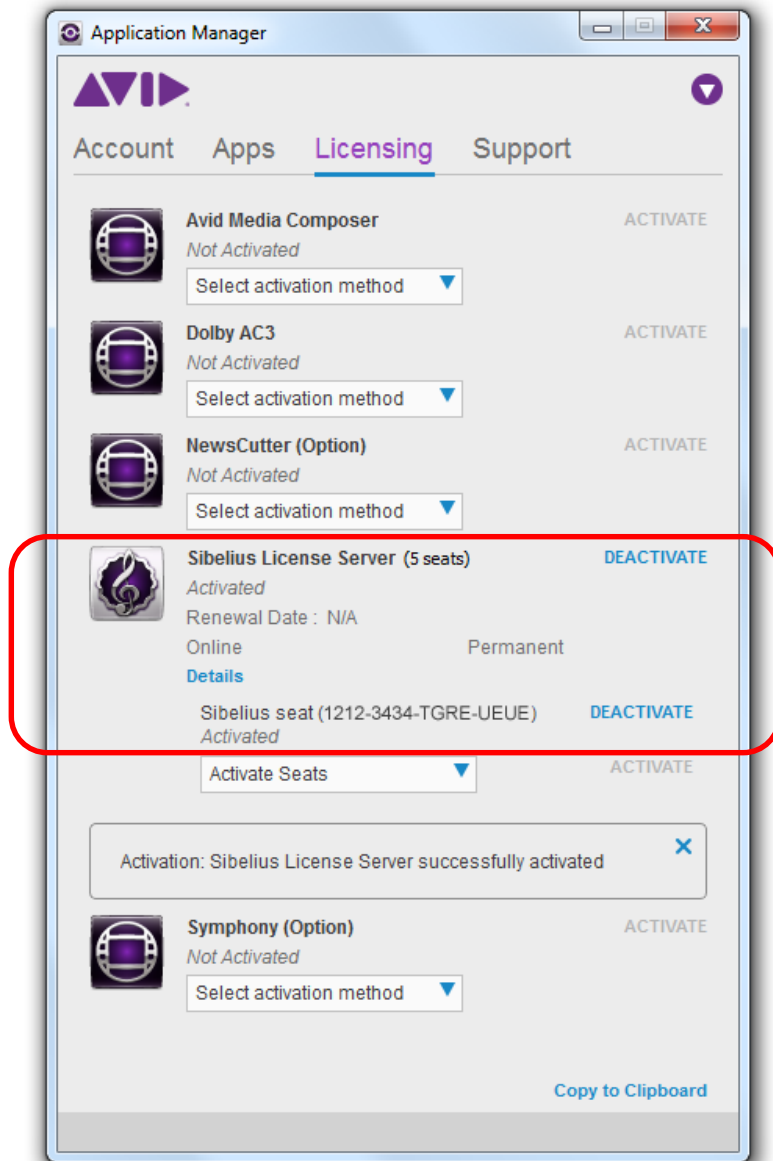 Application Manager
AVID
Account Apps Licensing Support
Avid Media Composer ACTIVATE
Not Activated
Select activation method
Dolby AC3 ACTIVATE
Not Activated
Select activation method
NewsCutter (Option) ACTIVATE
Not Activated
Select activation method
Sibelius License Server (5 seats) DEACTIVATE
Activated
Renewal Date : N/A
Online Permanent
Details
Sibelius seat (1212-3434-TGRE-UEUE) DEACTIVATE
Activated
Activate Seats ACTIVATE
Activation: Sibelius License Server successfully activated
Symphony (Option) ACTIVATE
Not Activated
Select activation method
Copy to Clipboard